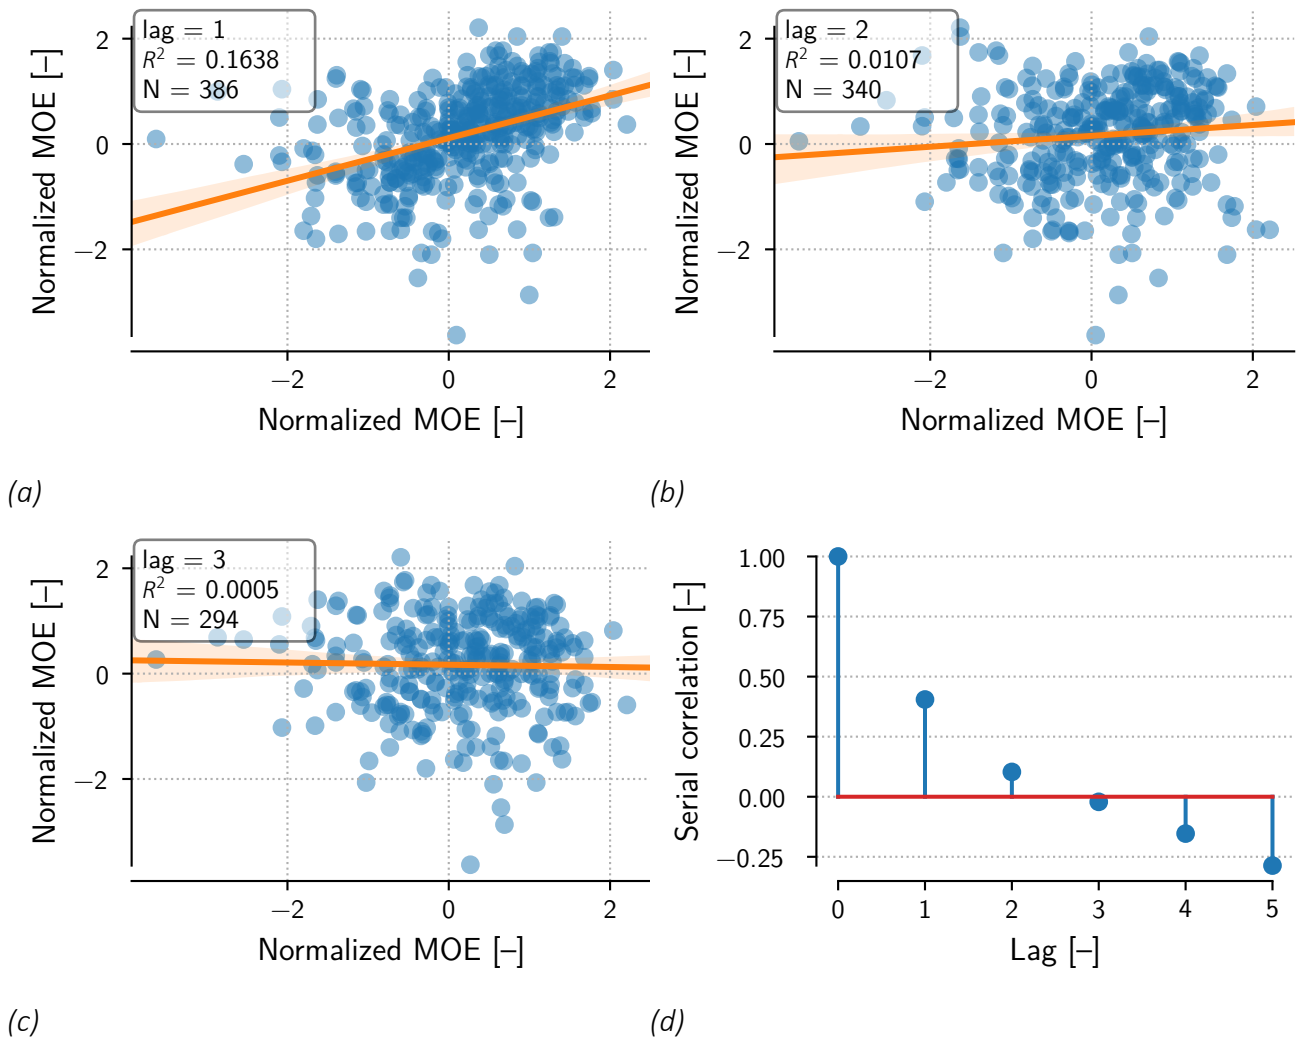 lag = 1
R² = 0.1638
N = 386
2
0
−2
Normalized MOE [–]
−2
0
2
Normalized MOE [–]
(a)
lag = 2
R² = 0.0107
N = 340
2
0
−2
Normalized MOE [–]
−2
0
2
Normalized MOE [–]
(b)
lag = 3
R² = 0.0005
N = 294
2
0
−2
Normalized MOE [–]
−2
0
2
Normalized MOE [–]
(c)
1.00
0.75
0.50
0.25
0.00
−0.25
Serial correlation [–]
0
1
2
3
4
5
Lag [–]
(d)